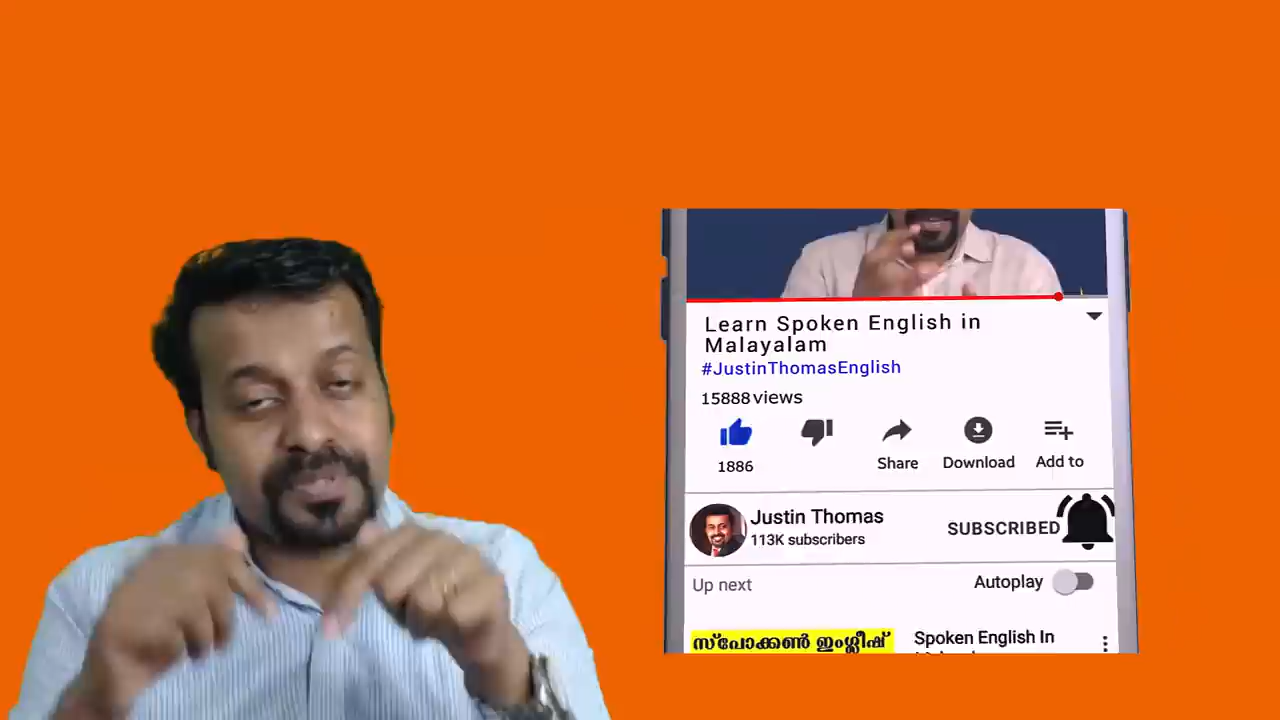 Learn Spoken English in
Malayalam
#JustinThomasEnglish
15888 views
1886
Share
Download
Add to
Justin Thomas
113K subscribers
SUBSCRIBED
Up next
Autoplay
സ്പോക്കൺ ഇംഗ്ലീഷ്
Spoken English In